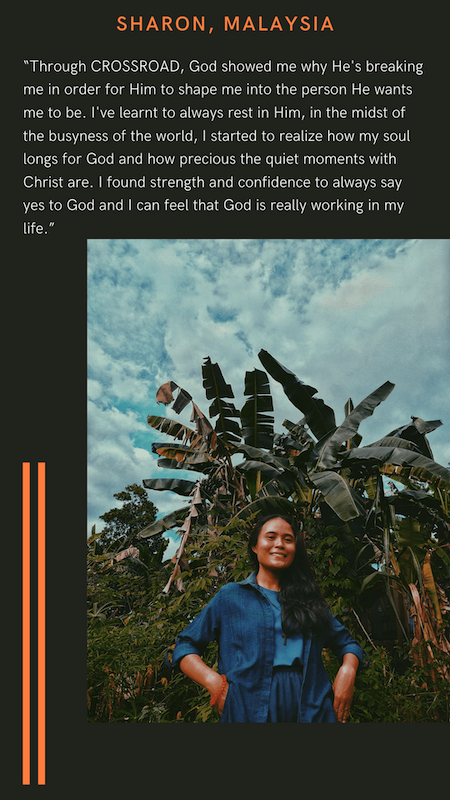 SHARON, MALAYSIA
“Through CROSSROAD, God showed me why He's breaking
me in order for Him to shape me into the person He wants
me to be. I've learnt to always rest in Him, in the midst of
the busyness of the world, I started to realize how my soul
longs for God and how precious the quiet moments with
Christ are. I found strength and confidence to always say
yes to God and I can feel that God is really working in my
life.”